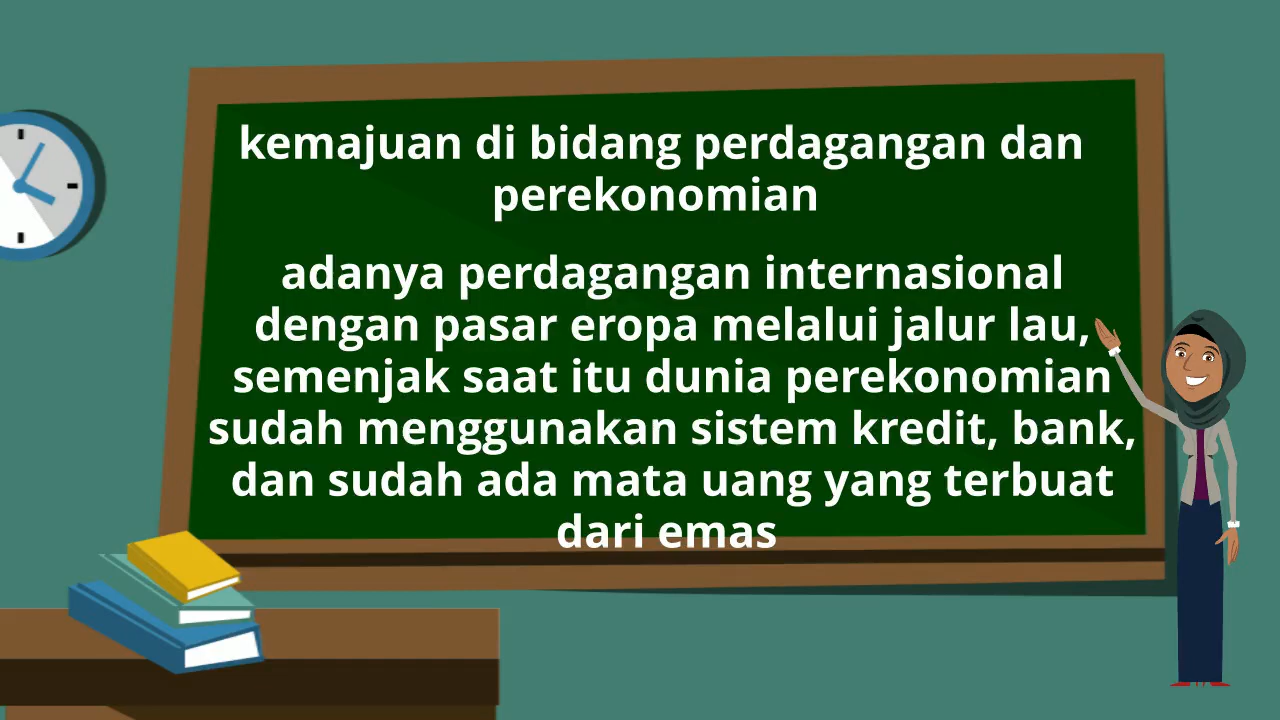 kemajuan di bidang perdagangan dan
perekonomian
adanya perdagangan internasional
dengan pasar eropa melalui jalur lau,
semenjak saat itu dunia perekonomian
sudah menggunakan sistem kredit, bank,
dan sudah ada mata uang yang terbuat
dari emas